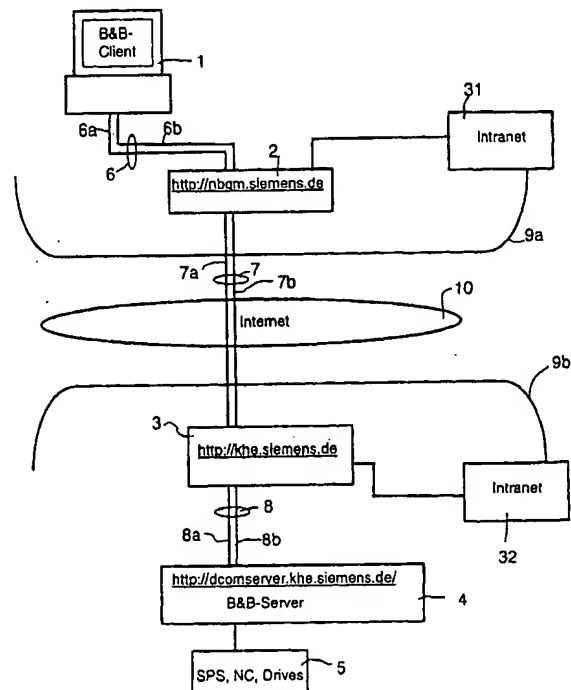 B&B-
Client
1
31
Intranet
6a
6b
6
2
http://nbgm.siemens.de
9a
7a
7
7b
10
Internet
9b
3
http://khe.siemens.de
Intranet
32
8
8a
8b
http://dcomserver.khe.siemens.de/
B&B-Server
4
5
SPS, NC, Drives